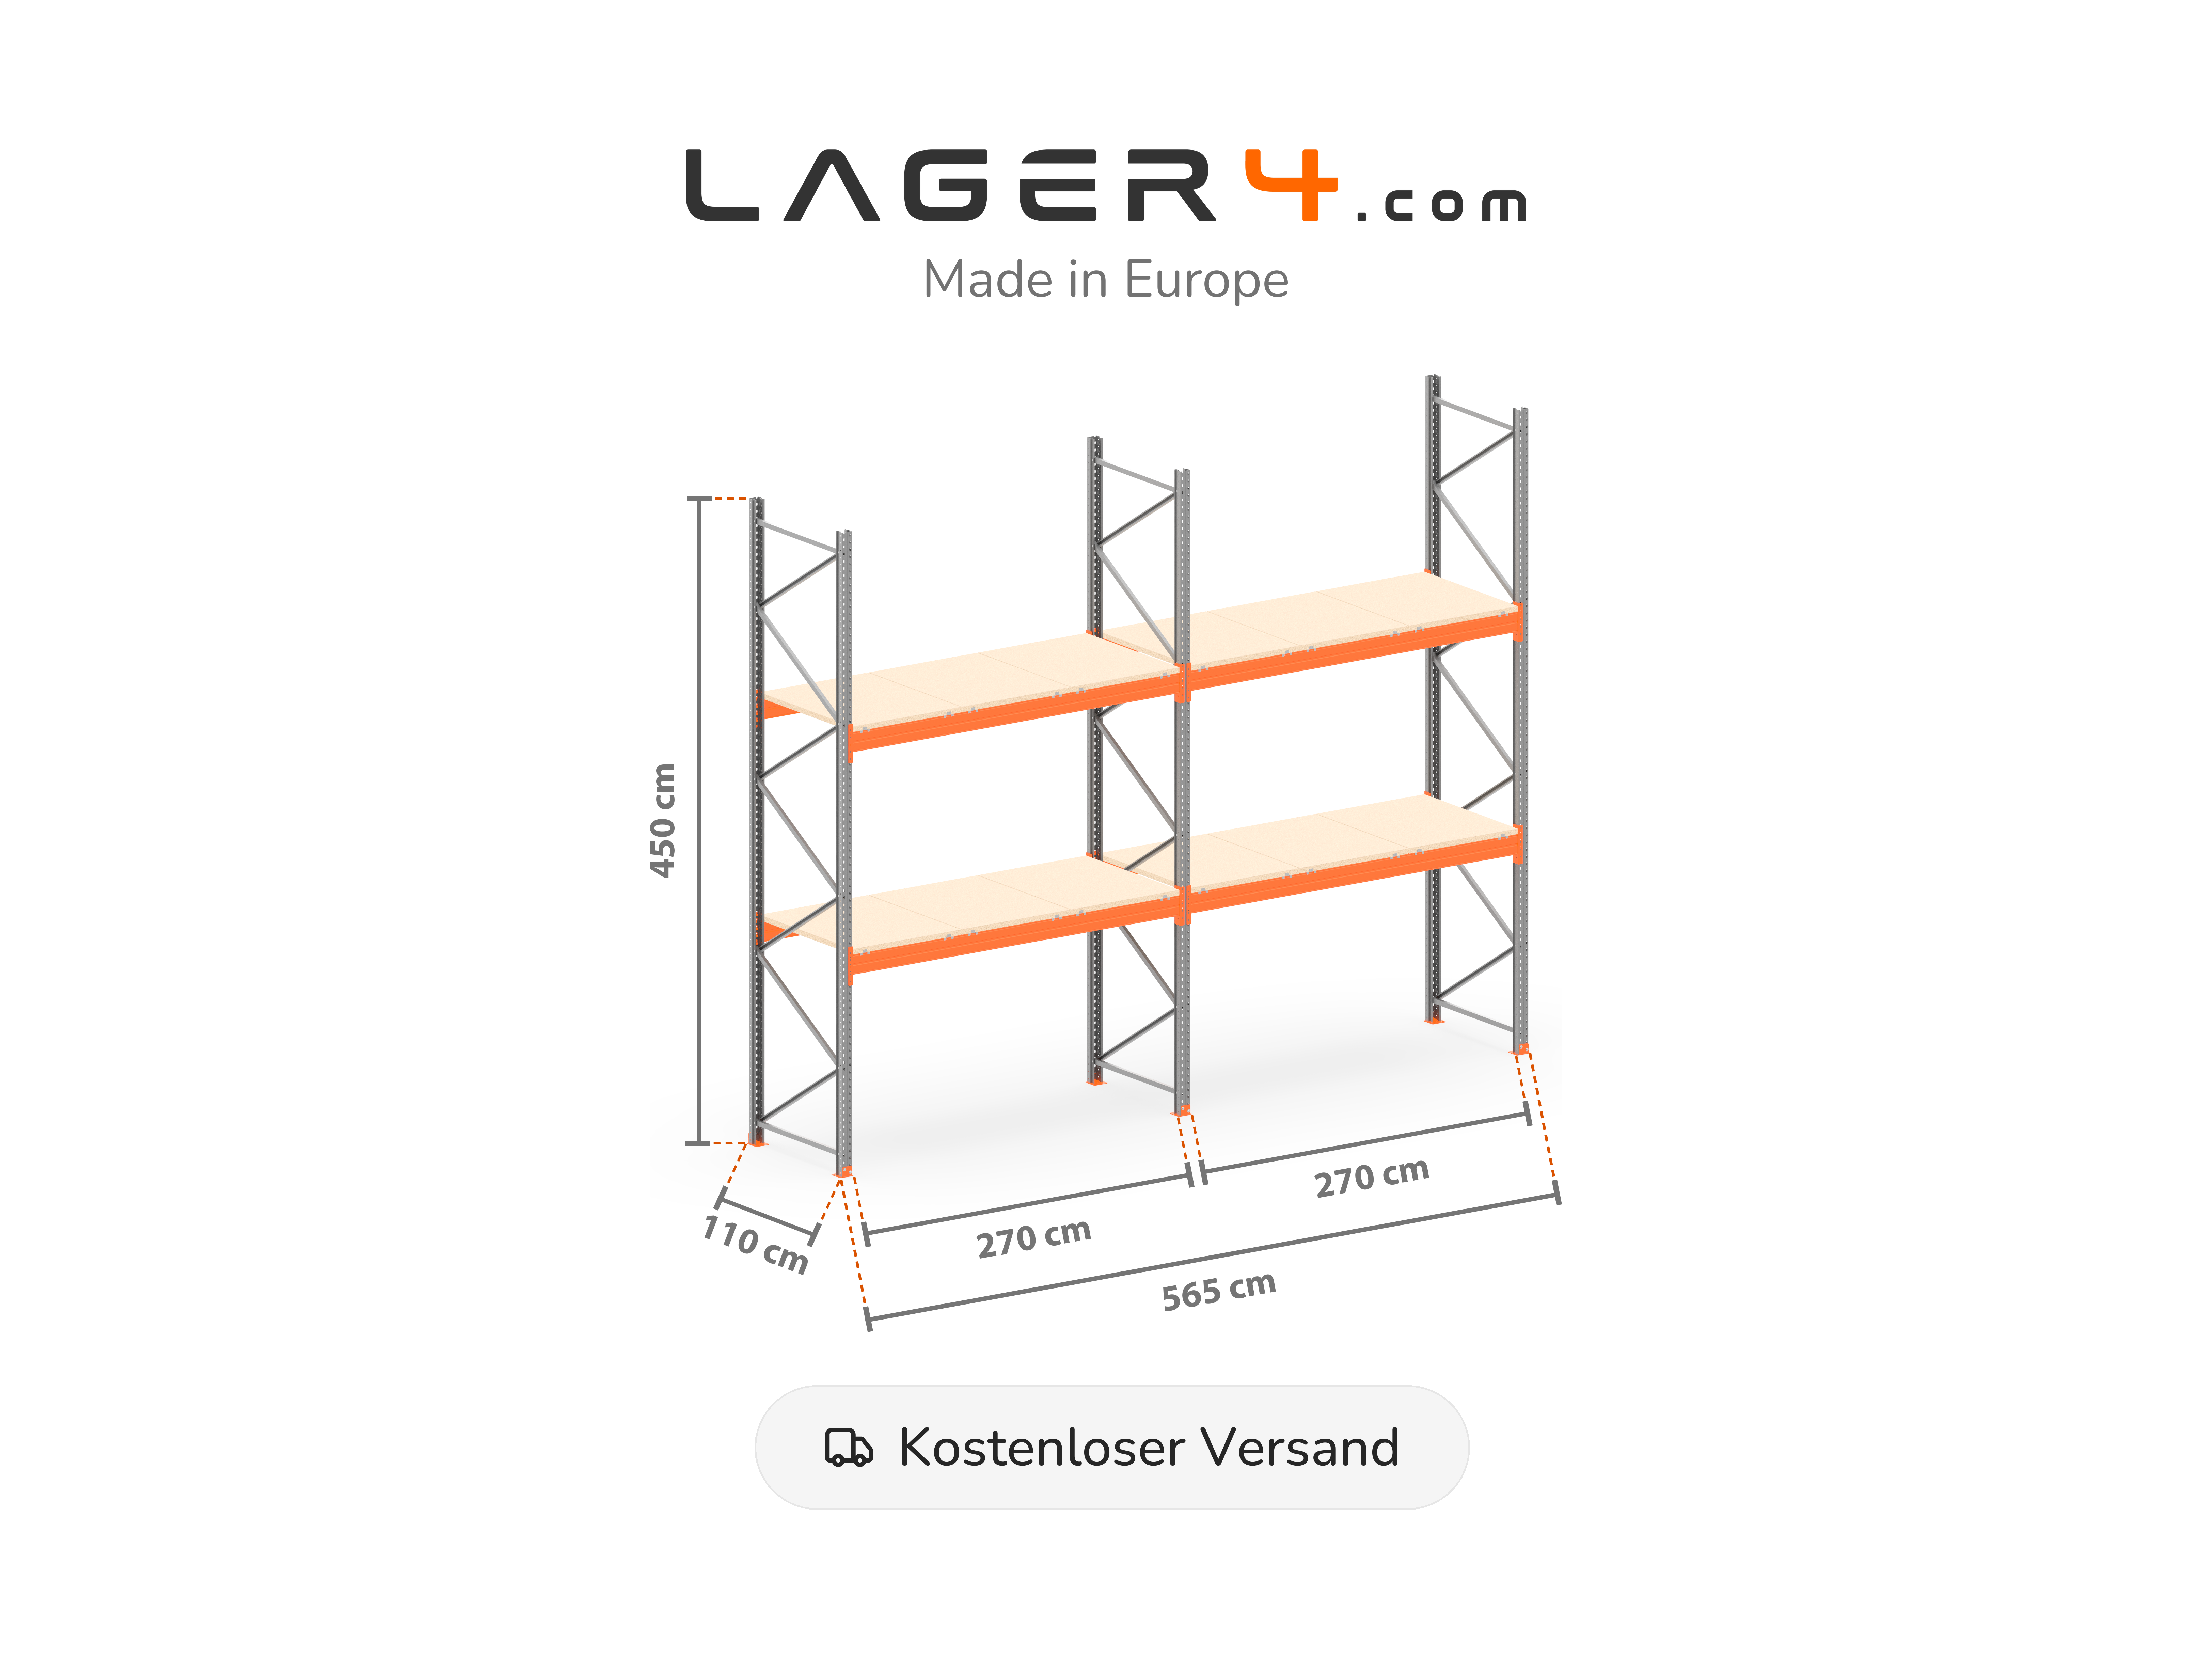 LAGER4.com
Made in Europe
450 cm
110 cm
270 cm
270 cm
565 cm
Kostenloser Versand